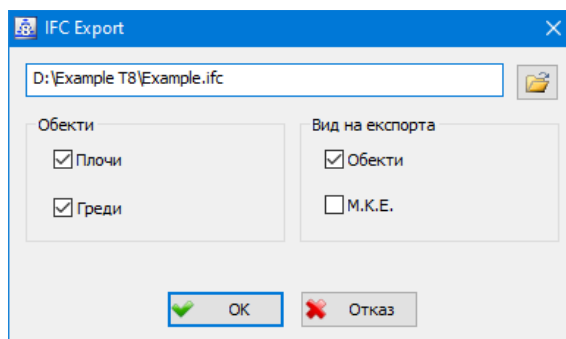 IFC Export
D:\Example T8\Example.ifc
Обекти
Плочи
Греди
Вид на експорта
Обекти
М.К.Е.
OK
Отказ